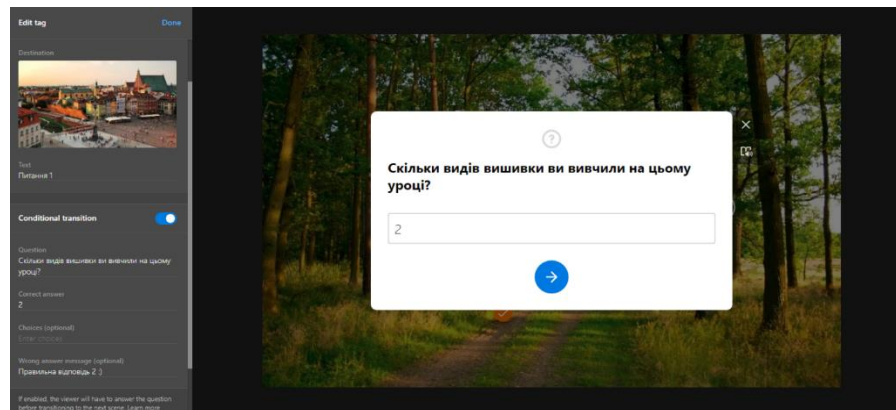 Edit tag
Done
Destination
Text
Питання 1
Conditional transition
Question
Скільки видів вишивки ви вивчили на цьому
уроці?
Correct answer
2
Choices (optional)
Enter choices
Wrong answer message (optional)
Правильна відповідь 2 :)
If enabled, the viewer will have to answer the question
before transitioning to the next scene. Learn more
?
Скільки видів вишивки ви вивчили на цьому
уроці?
2